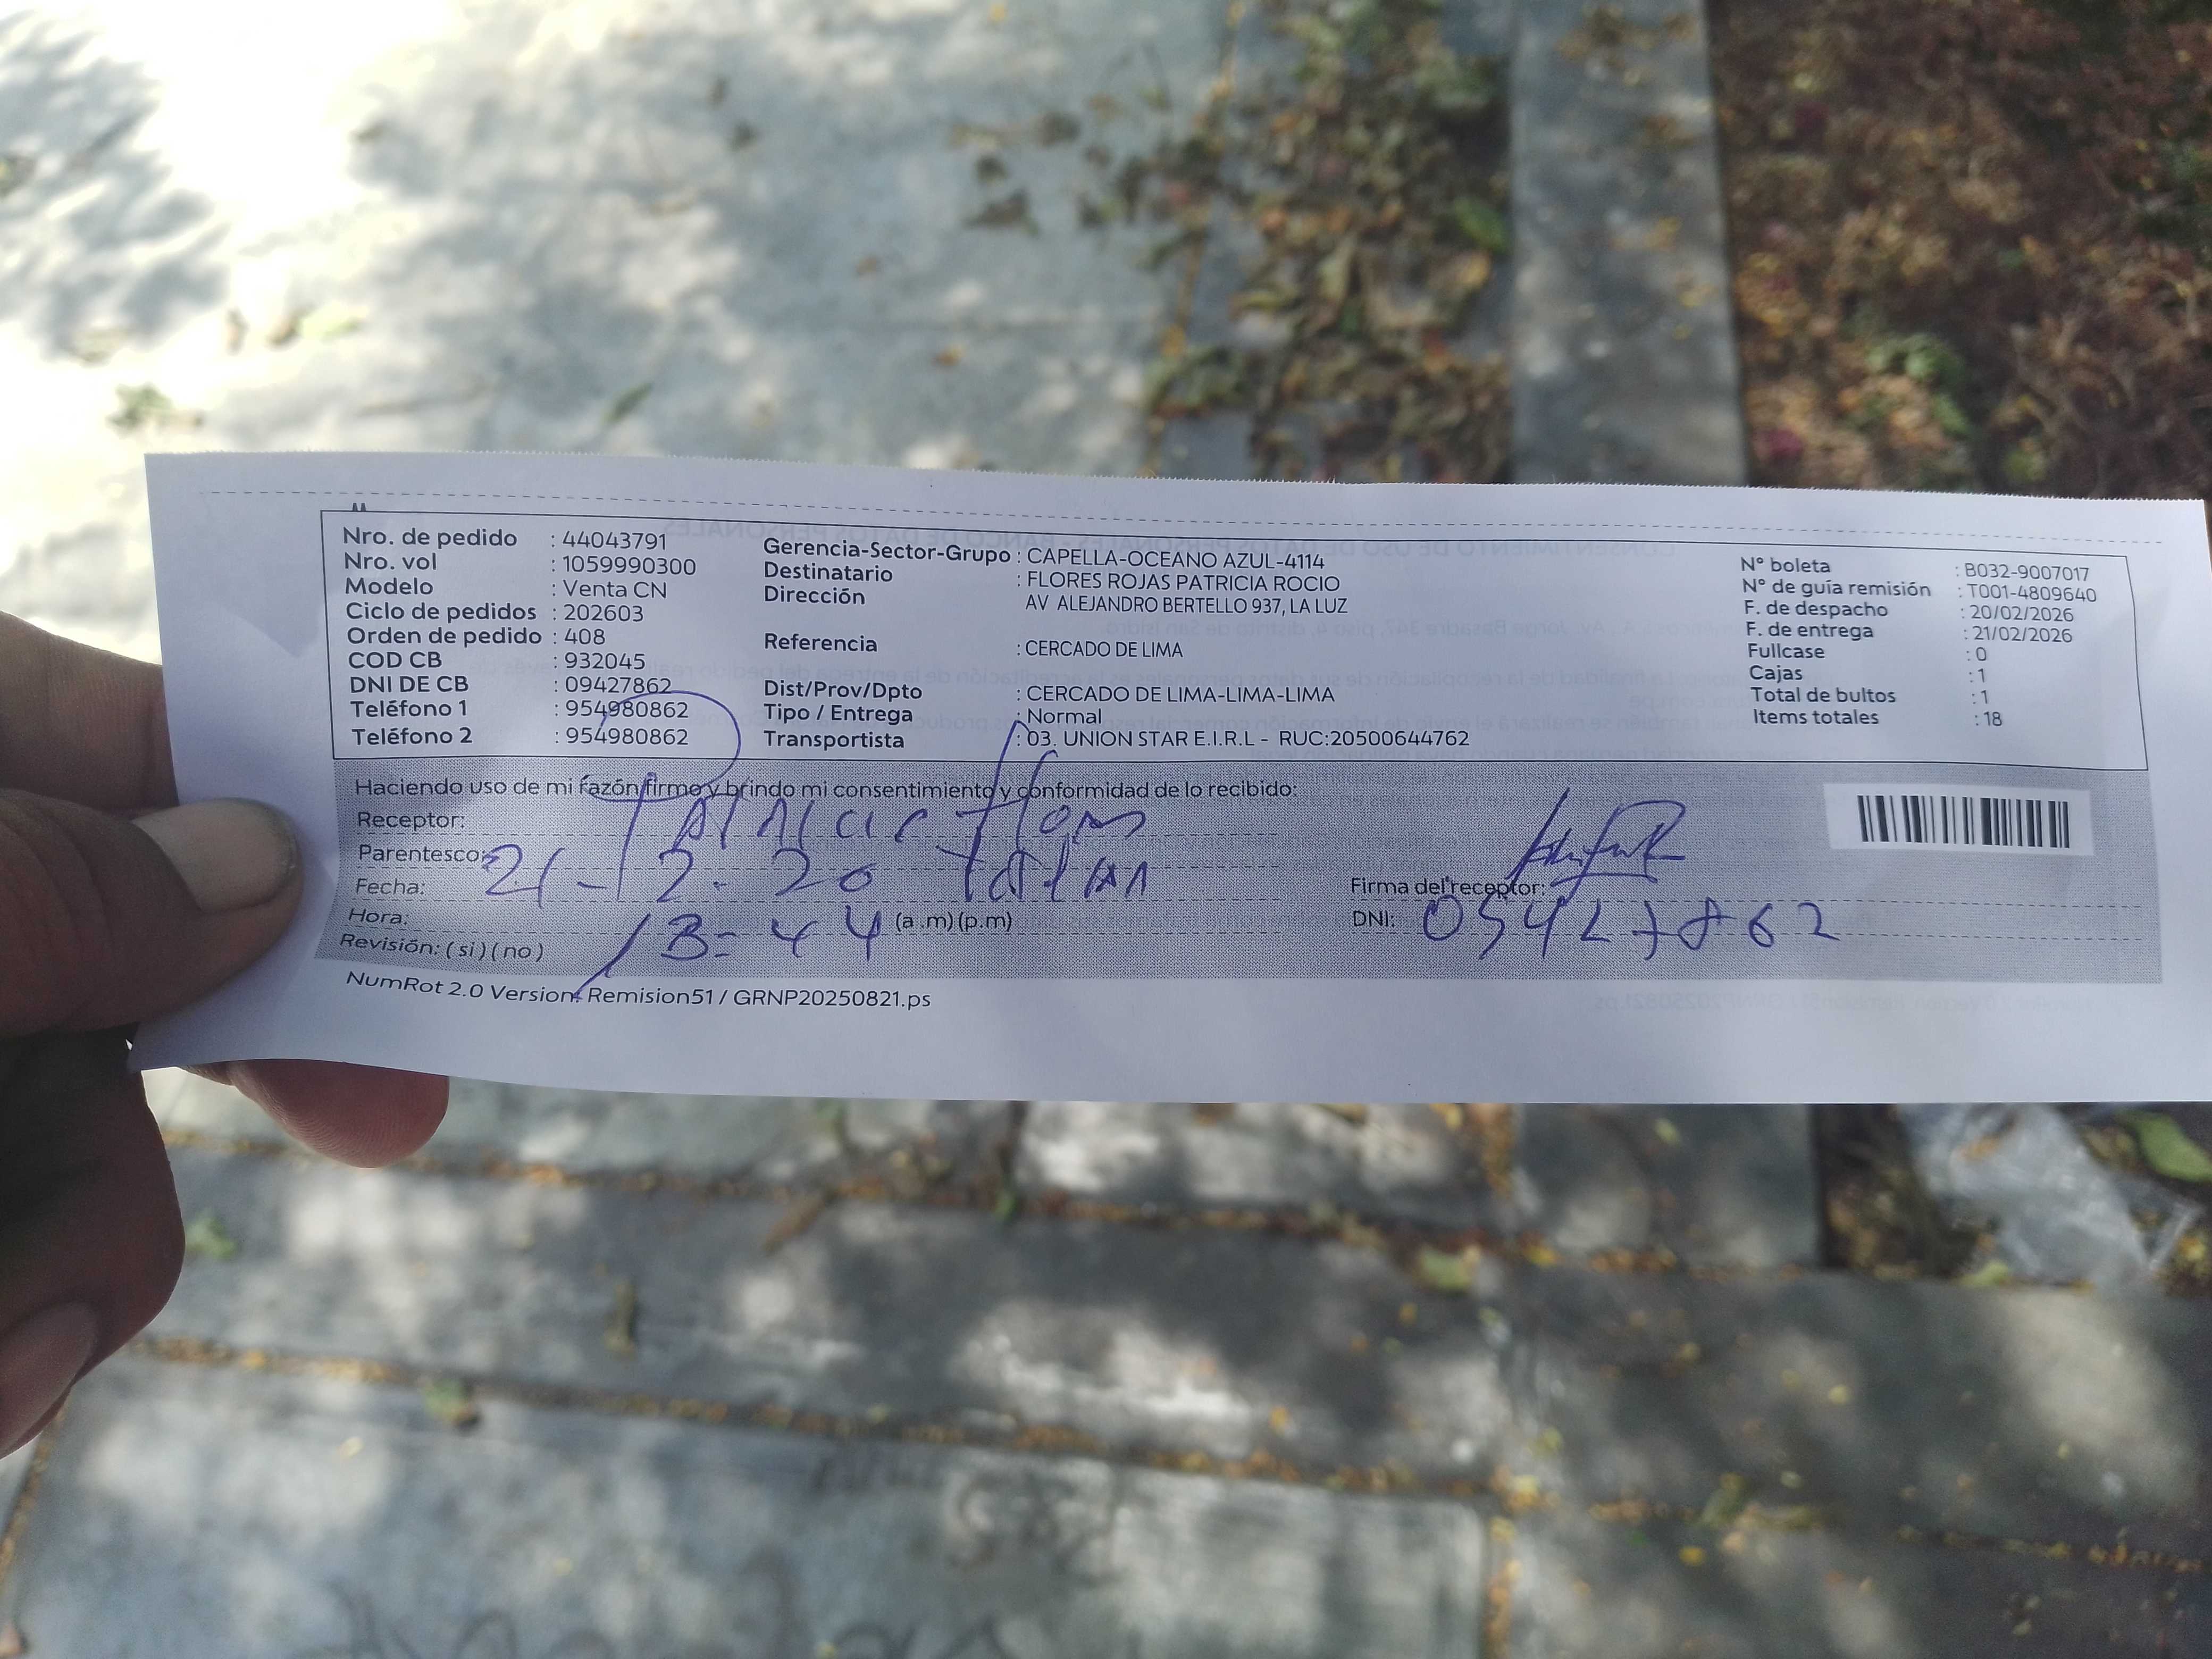 Nro. de pedido : 44043791
Nro. vol : 1059990300
Modelo : Venta CN
Ciclo de pedidos : 202603
Orden de pedido : 408
COD CB : 932045
DNI DE CB : 09427862
Teléfono 1 : 954980862
Teléfono 2 : 954980862
Gerencia-Sector-Grupo : CAPELLA-OCEANO AZUL-4114
Destinatario : FLORES ROJAS PATRICIA ROCIO
Dirección AV ALEJANDRO BERTELLO 937, LA LUZ
Referencia : CERCADO DE LIMA
Dist/Prov/Dpto : CERCADO DE LIMA-LIMA-LIMA
Tipo / Entrega : Normal
Transportista : 03. UNION STAR E.I.R.L - RUC:20500644762
N° boleta : B032-9007017
N° de guía remisión : T001-4809640
F. de despacho : 20/02/2026
F. de entrega : 21/02/2026
Fullcase : 0
Cajas : 1
Total de bultos : 1
Items totales : 18
Haciendo uso de mi razón firmo y brindo mi consentimiento y conformidad de lo recibido:
Receptor:
Parentesco:
Fecha: 21-2-20
Hora: 13=44 (a.m) (p.m)
Revisión: ( si ) ( no )
Firma del receptor:
DNI: 09427862
NumRot 2.0 Version: Remision51 / GRNP20250821.ps